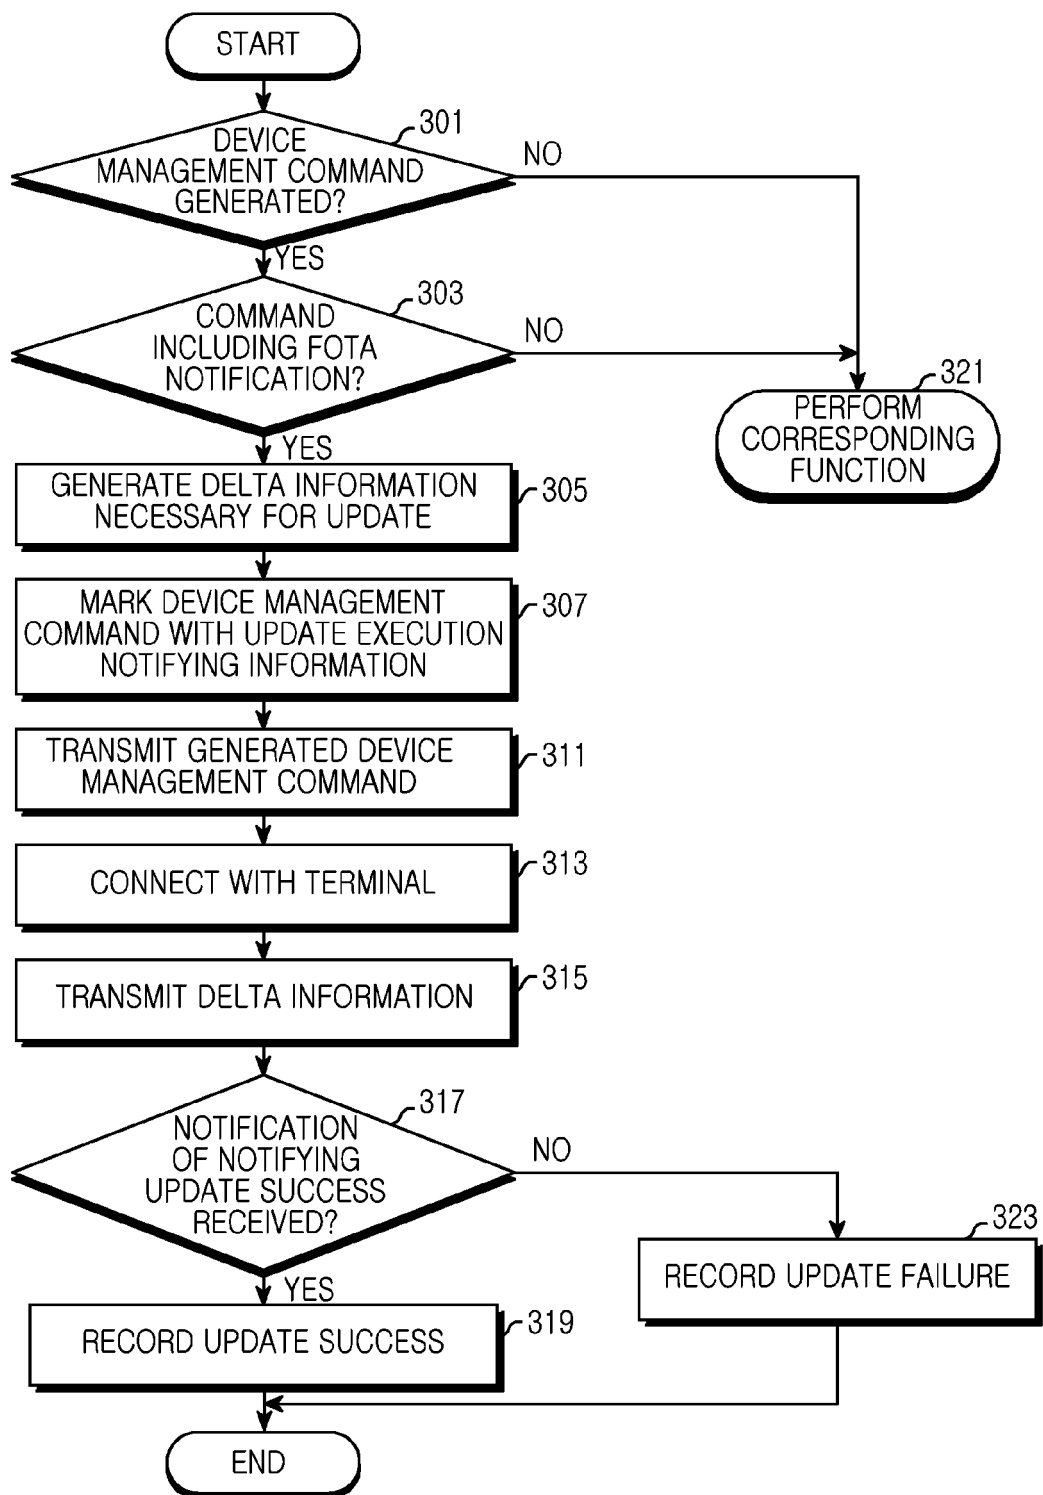 START
301
DEVICE
MANAGEMENT COMMAND
GENERATED?
NO
YES
303
COMMAND
INCLUDING FOTA
NOTIFICATION?
NO
321
PERFORM
CORRESPONDING
FUNCTION
YES
GENERATE DELTA INFORMATION
NECESSARY FOR UPDATE
305
MARK DEVICE MANAGEMENT
COMMAND WITH UPDATE EXECUTION
NOTIFYING INFORMATION
307
TRANSMIT GENERATED DEVICE
MANAGEMENT COMMAND
311
CONNECT WITH TERMINAL
313
TRANSMIT DELTA INFORMATION
315
317
NOTIFICATION
OF NOTIFYING
UPDATE SUCCESS
RECEIVED?
NO
323
RECORD UPDATE FAILURE
YES
RECORD UPDATE SUCCESS
319
END